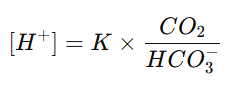 [H⁺] = K × CO₂ / HCO₃⁻